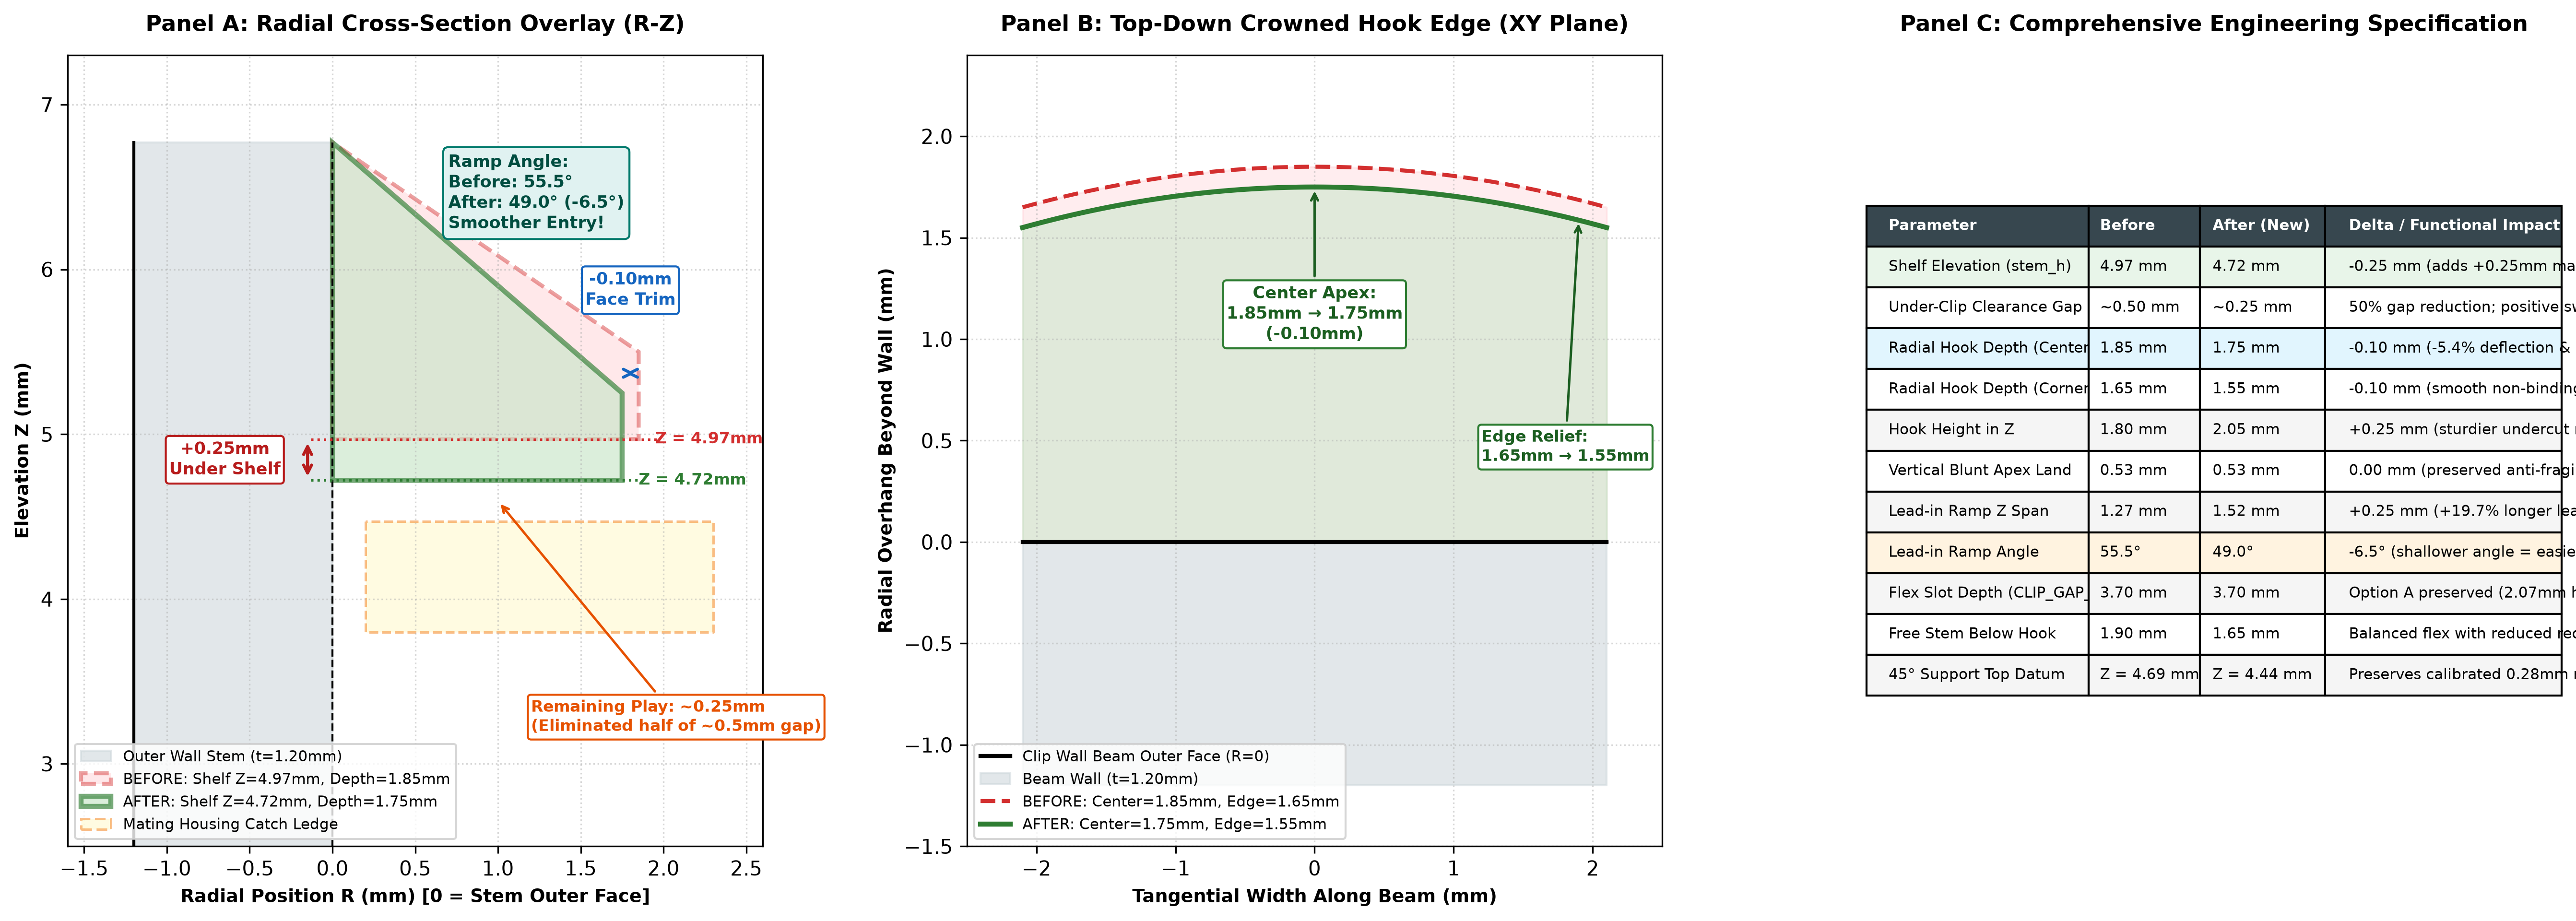 Panel A: Radial Cross-Section Overlay (R-Z)
7
6
5
4
3
Elevation Z (mm)
Ramp Angle:
Before: 55.5°
After: 49.0° (-6.5°)
Smoother Entry!
-0.10mm
Face Trim
+0.25mm
Under Shelf
Z = 4.97mm
Z = 4.72mm
Remaining Play: ~0.25mm
(Eliminated half of ~0.5mm gap)
Outer Wall Stem (t=1.20mm)
BEFORE: Shelf Z=4.97mm, Depth=1.85mm
AFTER: Shelf Z=4.72mm, Depth=1.75mm
Mating Housing Catch Ledge
−1.5 −1.0 −0.5 0.0 0.5 1.0 1.5 2.0 2.5
Radial Position R (mm) [0 = Stem Outer Face]
Panel B: Top-Down Crowned Hook Edge (XY Plane)
2.0
1.5
1.0
0.5
0.0
−0.5
−1.0
−1.5
Radial Overhang Beyond Wall (mm)
Center Apex:
1.85mm → 1.75mm
(-0.10mm)
Edge Relief:
1.65mm → 1.55mm
Clip Wall Beam Outer Face (R=0)
Beam Wall (t=1.20mm)
BEFORE: Center=1.85mm, Edge=1.65mm
AFTER: Center=1.75mm, Edge=1.55mm
−2 −1 0 1 2
Tangential Width Along Beam (mm)
Panel C: Comprehensive Engineering Specification
Parameter Before After (New) Delta / Functional Impact
Shelf Elevation (stem_h) 4.97 mm 4.72 mm -0.25 mm (adds +0.25mm ma
Under-Clip Clearance Gap ~0.50 mm ~0.25 mm 50% gap reduction; positive sw
Radial Hook Depth (Center 1.85 mm 1.75 mm -0.10 mm (-5.4% deflection &
Radial Hook Depth (Corner 1.65 mm 1.55 mm -0.10 mm (smooth non-binding
Hook Height in Z 1.80 mm 2.05 mm +0.25 mm (sturdier undercut
Vertical Blunt Apex Land 0.53 mm 0.53 mm 0.00 mm (preserved anti-fragi
Lead-in Ramp Z Span 1.27 mm 1.52 mm +0.25 mm (+19.7% longer lea
Lead-in Ramp Angle 55.5° 49.0° -6.5° (shallower angle = easie
Flex Slot Depth (CLIP_GAP_ 3.70 mm 3.70 mm Option A preserved (2.07mm h
Free Stem Below Hook 1.90 mm 1.65 mm Balanced flex with reduced rec
45° Support Top Datum Z = 4.69 mm Z = 4.44 mm Preserves calibrated 0.28mm